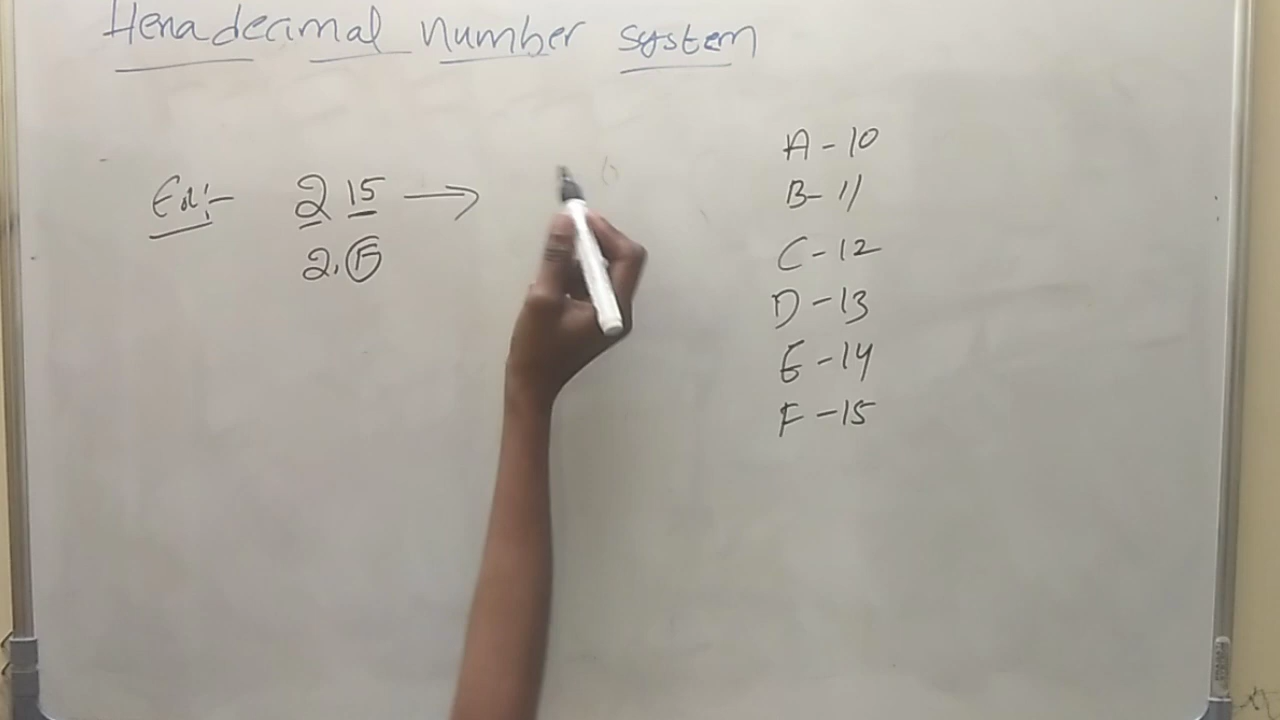 Hexadecimal number system
Ex:- 2 15 →
2, F
A - 10
B - 11
C - 12
D - 13
E - 14
F - 15